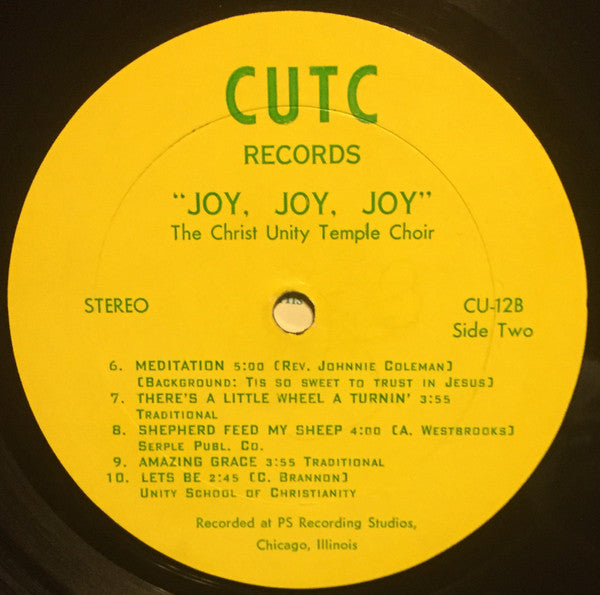 CUTC
RECORDS
"JOY, JOY, JOY"
The Christ Unity Temple Choir
STEREO
CU-12B
Side Two
6. MEDITATION 5:00 [REV. JOHNNIE COLEMAN]
[BACKGROUND: TIS SO SWEET TO TRUST IN JESUS]
7. THERE'S A LITTLE WHEEL A TURNIN' 3:55
TRADITIONAL
8. SHEPHERD FEED MY SHEEP 4:00 [A. WESTBROOKS]
SERPLE PUBL. CO.
9. AMAZING GRACE 3:55 TRADITIONAL
10. LETS BE 2:45 [C. BRANNON]
UNITY SCHOOL OF CHRISTIANITY
Recorded at PS Recording Studios,
Chicago, Illinois